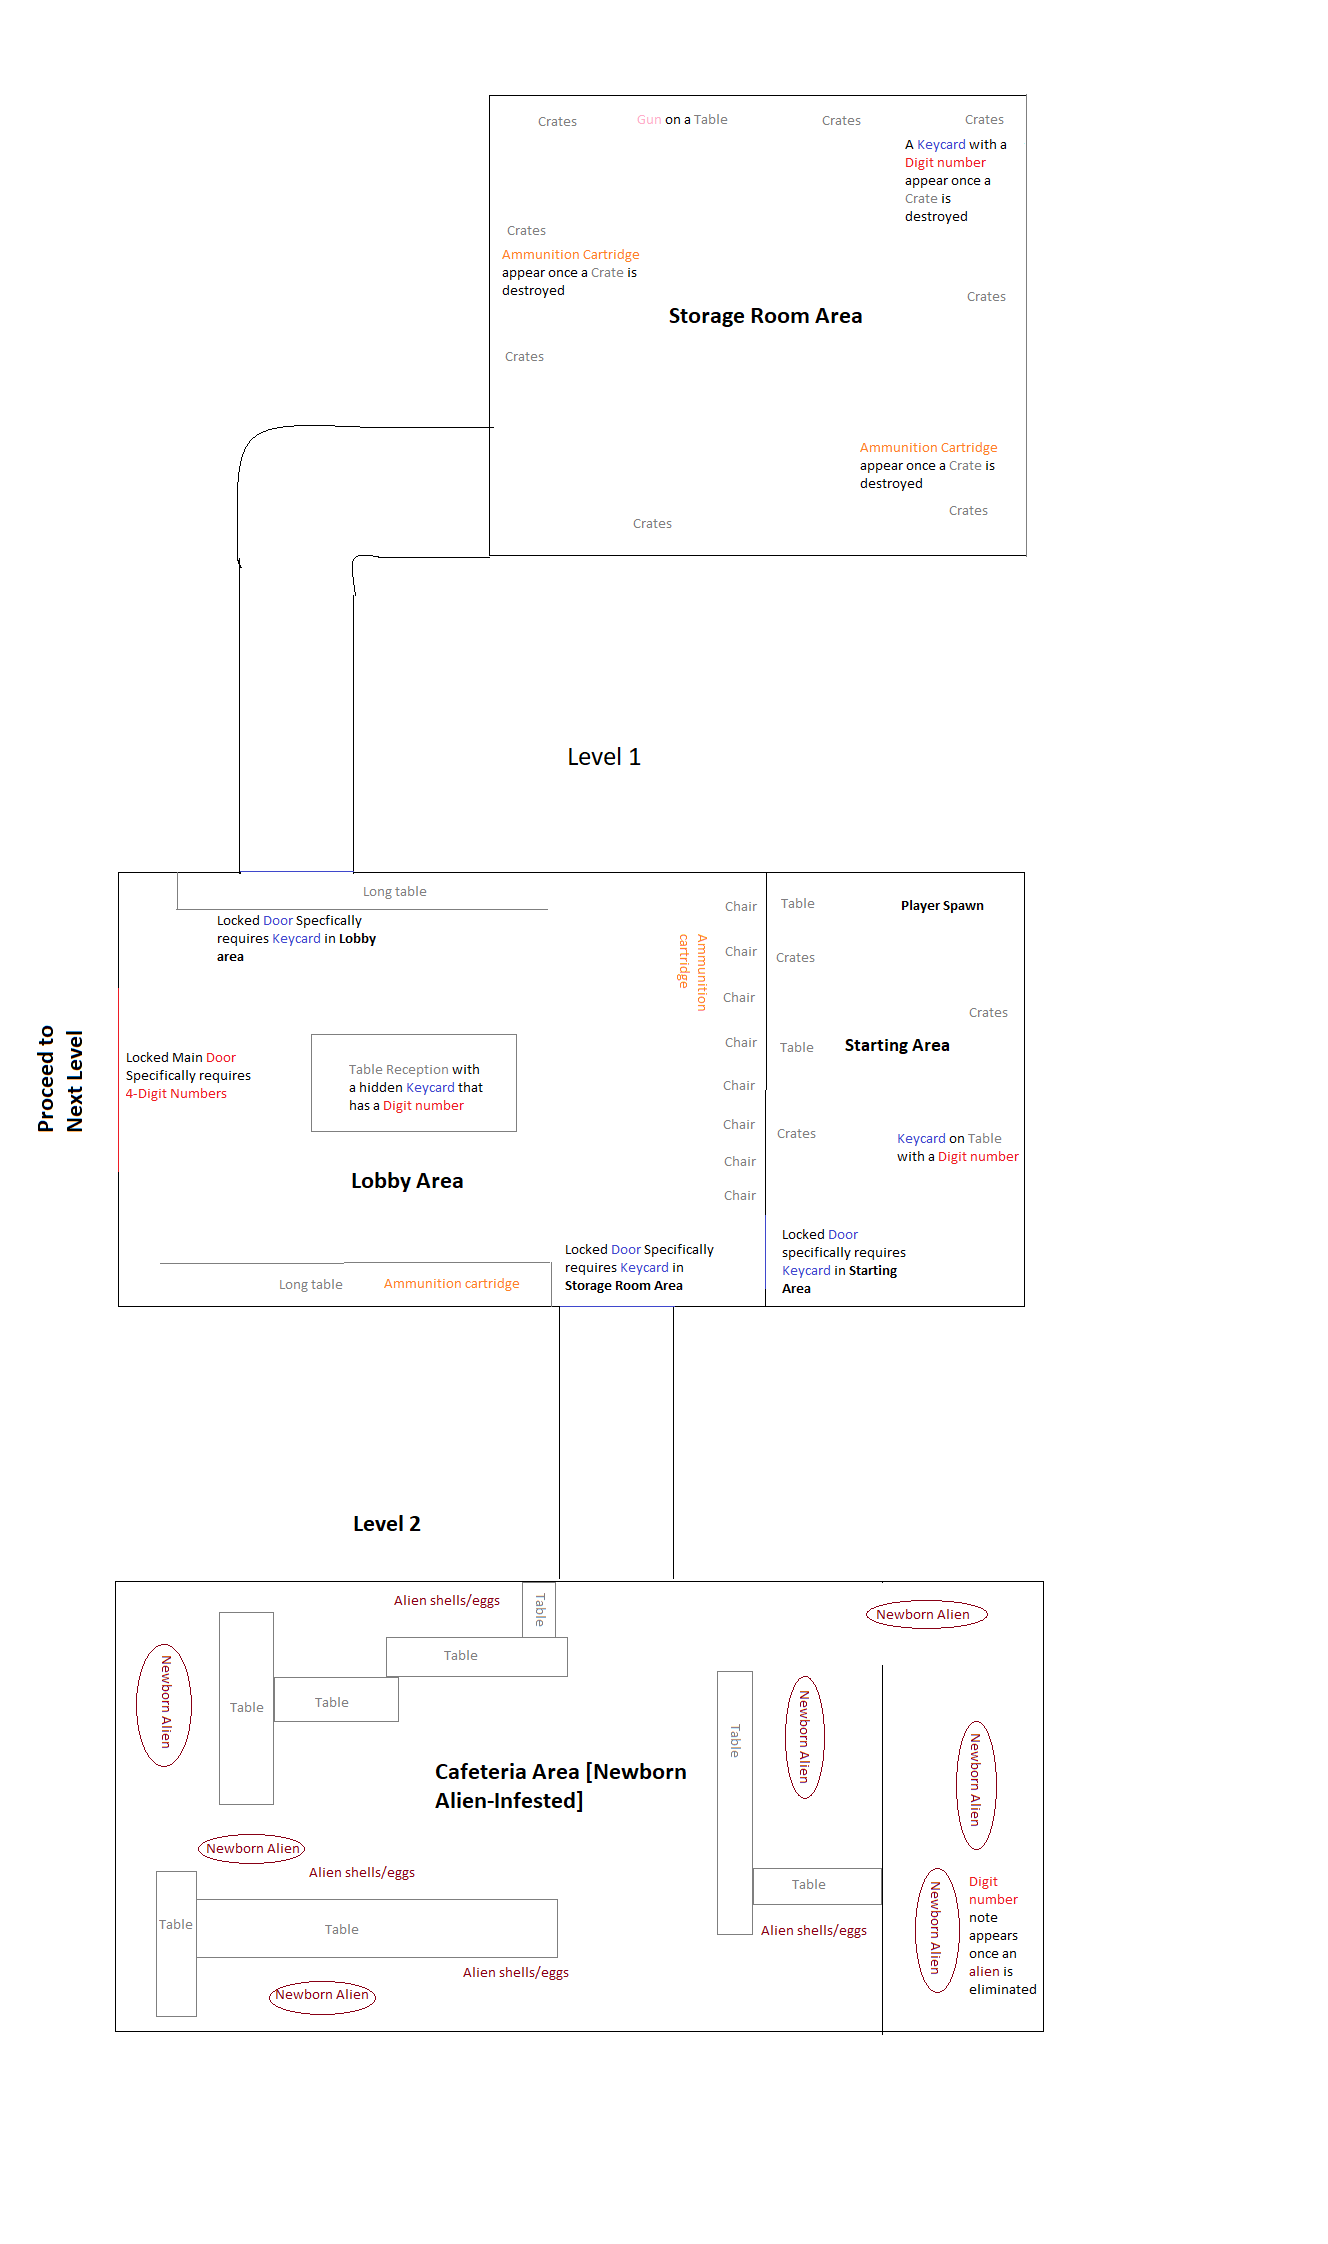 Crates
Gun on a Table
Crates
Crates
A Keycard with a
Digit number
appear once a
Crate is
destroyed
Crates
Ammunition Cartridge
appear once a Crate is
destroyed
Crates
Storage Room Area
Crates
Ammunition Cartridge
appear once a Crate is
destroyed
Crates
Crates
Level 1
Long table
Locked Door Specfically
requires Keycard in Lobby
area
Proceed to
Next Level
Locked Main Door
Specifically requires
4-Digit Numbers
Table Reception with
a hidden Keycard that
has a Digit number
Lobby Area
Ammunition
cartridge
Chair
Chair
Chair
Chair
Chair
Chair
Chair
Chair
Table
Player Spawn
Crates
Crates
Table
Starting Area
Crates
Keycard on Table
with a Digit number
Locked Door
specifically requires
Keycard in Starting
Area
Locked Door Specifically
requires Keycard in
Storage Room Area
Long table
Ammunition cartridge
Level 2
Alien shells/eggs
Table
Newborn Alien
Newborn Alien
Table
Table
Table
Table
Newborn Alien
Newborn Alien
Cafeteria Area [Newborn
Alien-Infested]
Newborn Alien
Alien shells/eggs
Table
Table
Table
Alien shells/eggs
Alien shells/eggs
Newborn Alien
Newborn Alien
Digit
number
note
appears
once an
alien is
eliminated